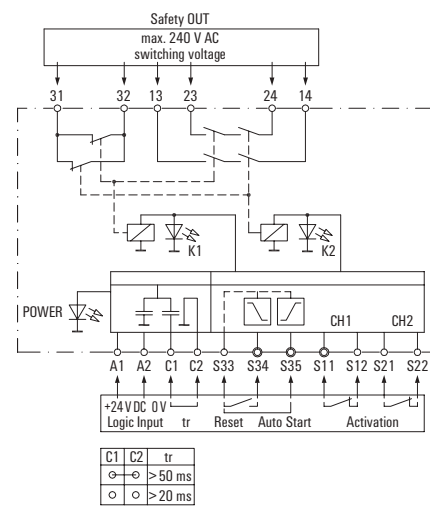 Safety OUT
max. 240 V AC
switching voltage
31 32 13 23 24 14
K1 K2
POWER
CH1 CH2
A1 A2 C1 C2 S33 S34 S35 S11 S12 S21 S22
+24 V DC 0 V
Logic Input tr Reset Auto Start Activation
C1 C2 tr
> 50 ms
> 20 ms